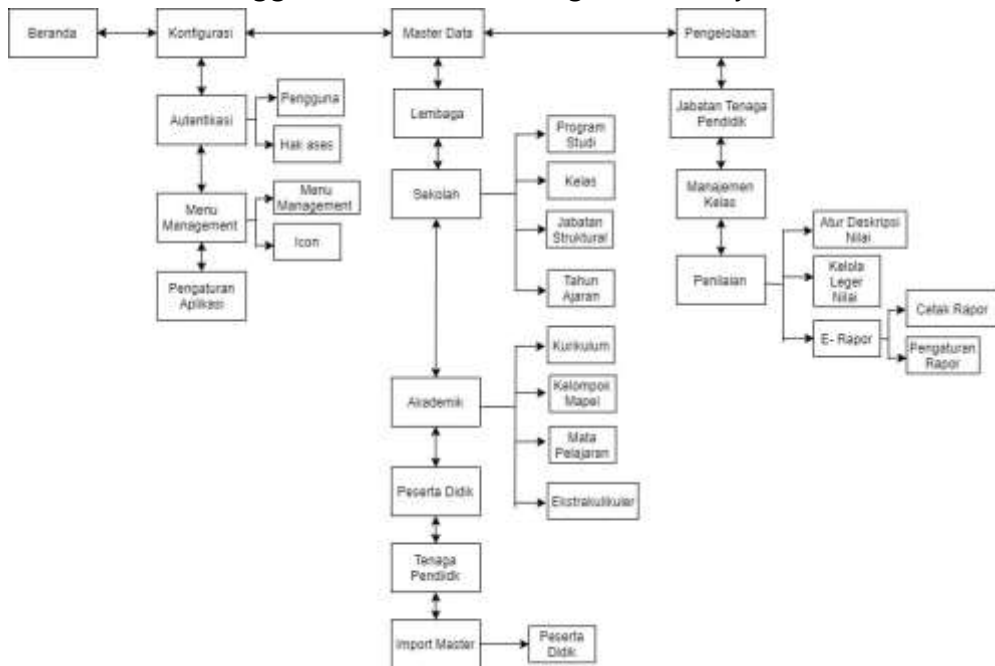 Beranda
Konfigurasi
Master Data
Pengelolaan
Autentikasi
Pengguna
Hak ases
Menu
Management
Menu
Management
Icon
Pengaturan
Aplikasi
Lembaga
Sekolah
Program
Studi
Kelas
Jabatan
Struktural
Tahun
Ajaran
Akademik
Kurikulum
Kelompok
Mapel
Mata
Pelajaran
Ekstrakulikuler
Peserta Didik
Tenaga
Pendiidk
Import Master
Peserta
Didik
Jabatan Tenaga
Pendidik
Manajemen
Kelas
Penilaian
Atur Deskripsi
Nilai
Kelola
Leger
Nilai
E- Rapor
Cetak Rapor
Pengaturan
Rapor